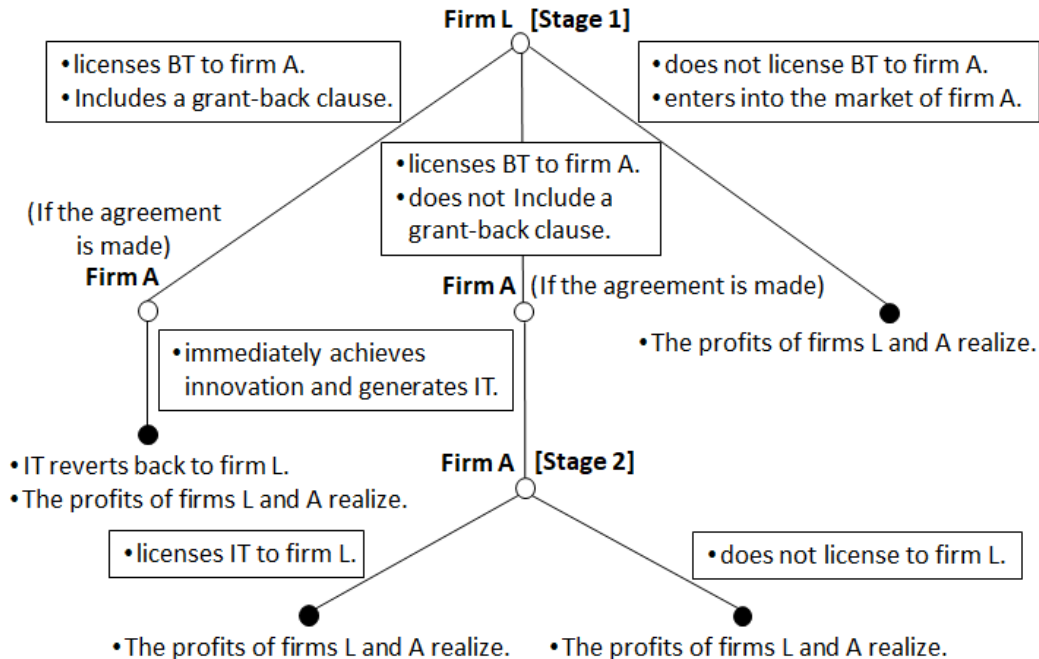 Firm L [Stage 1]
•licenses BT to firm A.
•Includes a grant-back clause.
•does not license BT to firm A.
•enters into the market of firm A.
•licenses BT to firm A.
•does not Include a
grant-back clause.
(If the agreement
is made)
Firm A
Firm A (If the agreement is made)
•The profits of firms L and A realize.
•immediately achieves
innovation and generates IT.
•IT reverts back to firm L.
•The profits of firms L and A realize.
Firm A [Stage 2]
•licenses IT to firm L.
•does not license to firm L.
•The profits of firms L and A realize.
•The profits of firms L and A realize.